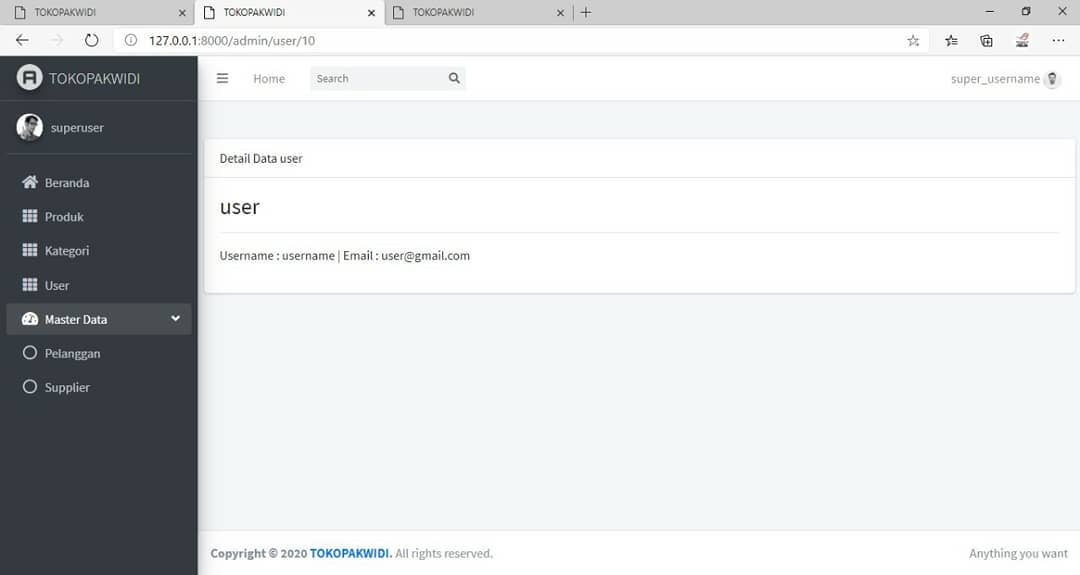 TOKOPAKWIDI
TOKOPAKWIDI
TOKOPAKWIDI
127.0.0.1:8000/admin/user/10
TOKOPAKWIDI
Home
Search
super_username
superuser
Beranda
Produk
Kategori
User
Master Data
Pelanggan
Supplier
Detail Data user
user
Username : username | Email : user@gmail.com
Copyright © 2020 TOKOPAKWIDI. All rights reserved.
Anything you want